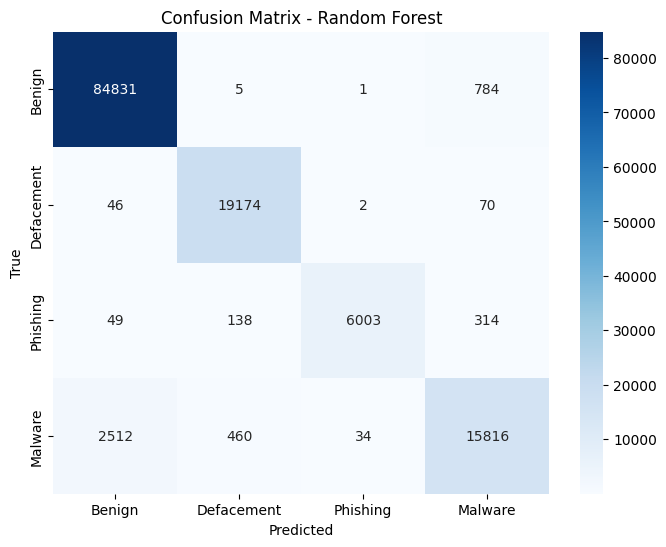 Confusion Matrix - Random Forest
Benign
84831 5 1 784
Defacement
46 19174 2 70
Phishing
49 138 6003 314
Malware
2512 460 34 15816
Benign Defacement Phishing Malware
True
Predicted
80000
70000
60000
50000
40000
30000
20000
10000